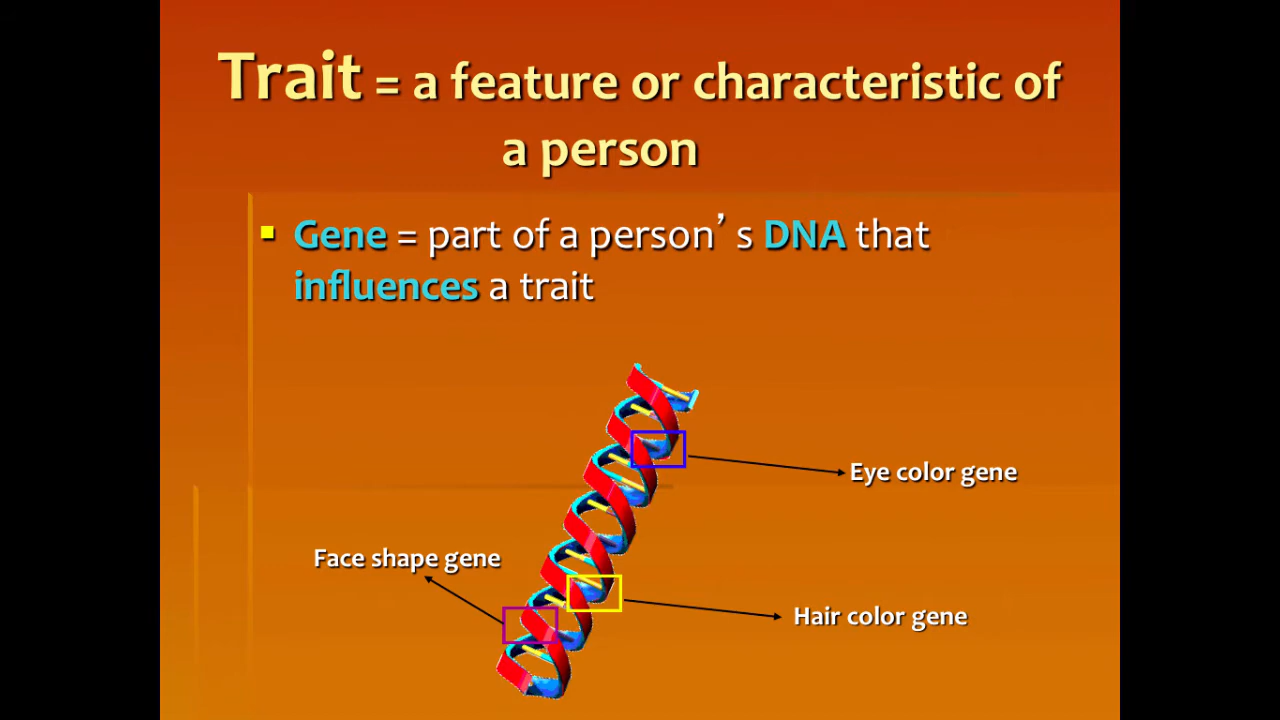 Trait = a feature or characteristic of
a person
Gene = part of a person’ s DNA that
influences a trait
Eye color gene
Face shape gene
Hair color gene